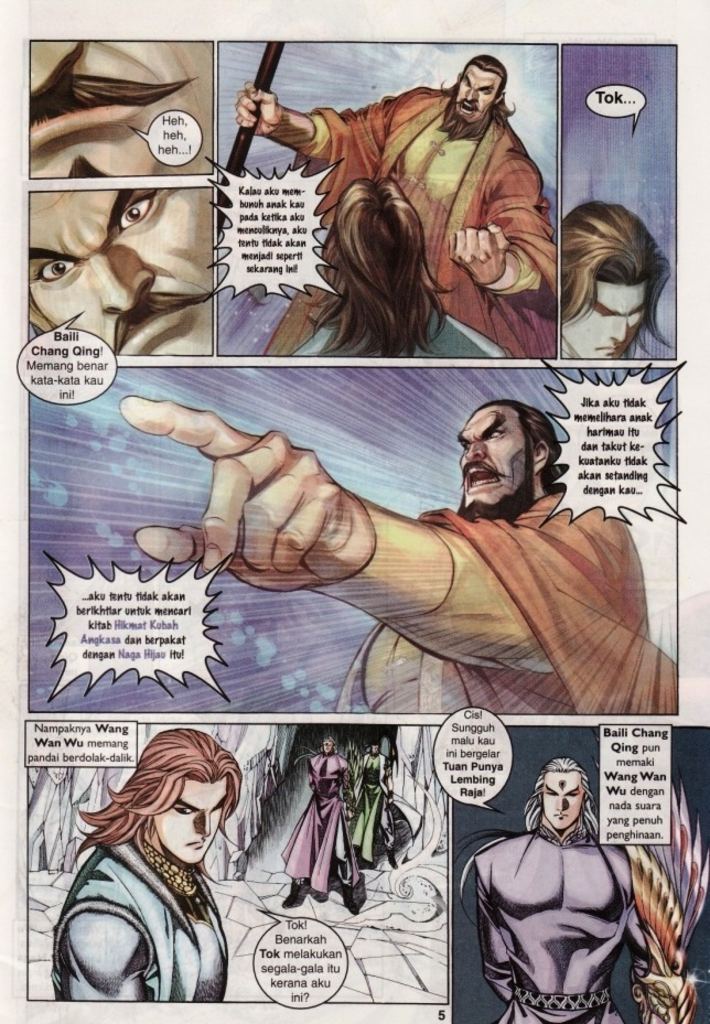 Heh,
heh,
heh...!
Kalau aku mem-
bunuh anak kau
pada ketika aku
menculiknya, aku
tentu tidak akan
menjadi seperti
sekarang ini!
Tok...
Baili
Chang Qing!
Memang benar
kata-kata kau
ini!
Jika aku tidak
memelihara anak
harimau itu
dan takut ke-
kuatanku tidak
akan setanding
dengan kau...
...aku tentu tidak akan
berikhtiar untuk mencari
kitab Hikmat Kubah
Angkasa dan berpakat
dengan Naga Hijau itu!
Nampaknya Wang
Wan Wu memang
pandai berdolak-dalik.
Tok!
Benarkah
Tok melakukan
segala-gala itu
kerana aku
ini?
Cis!
Sungguh
malu kau
ini bergelar
Tuan Punya
Lembing
Raja!
Baili Chang
Qing pun
memaki
Wang Wan
Wu dengan
nada suara
yang penuh
penghinaan.
5